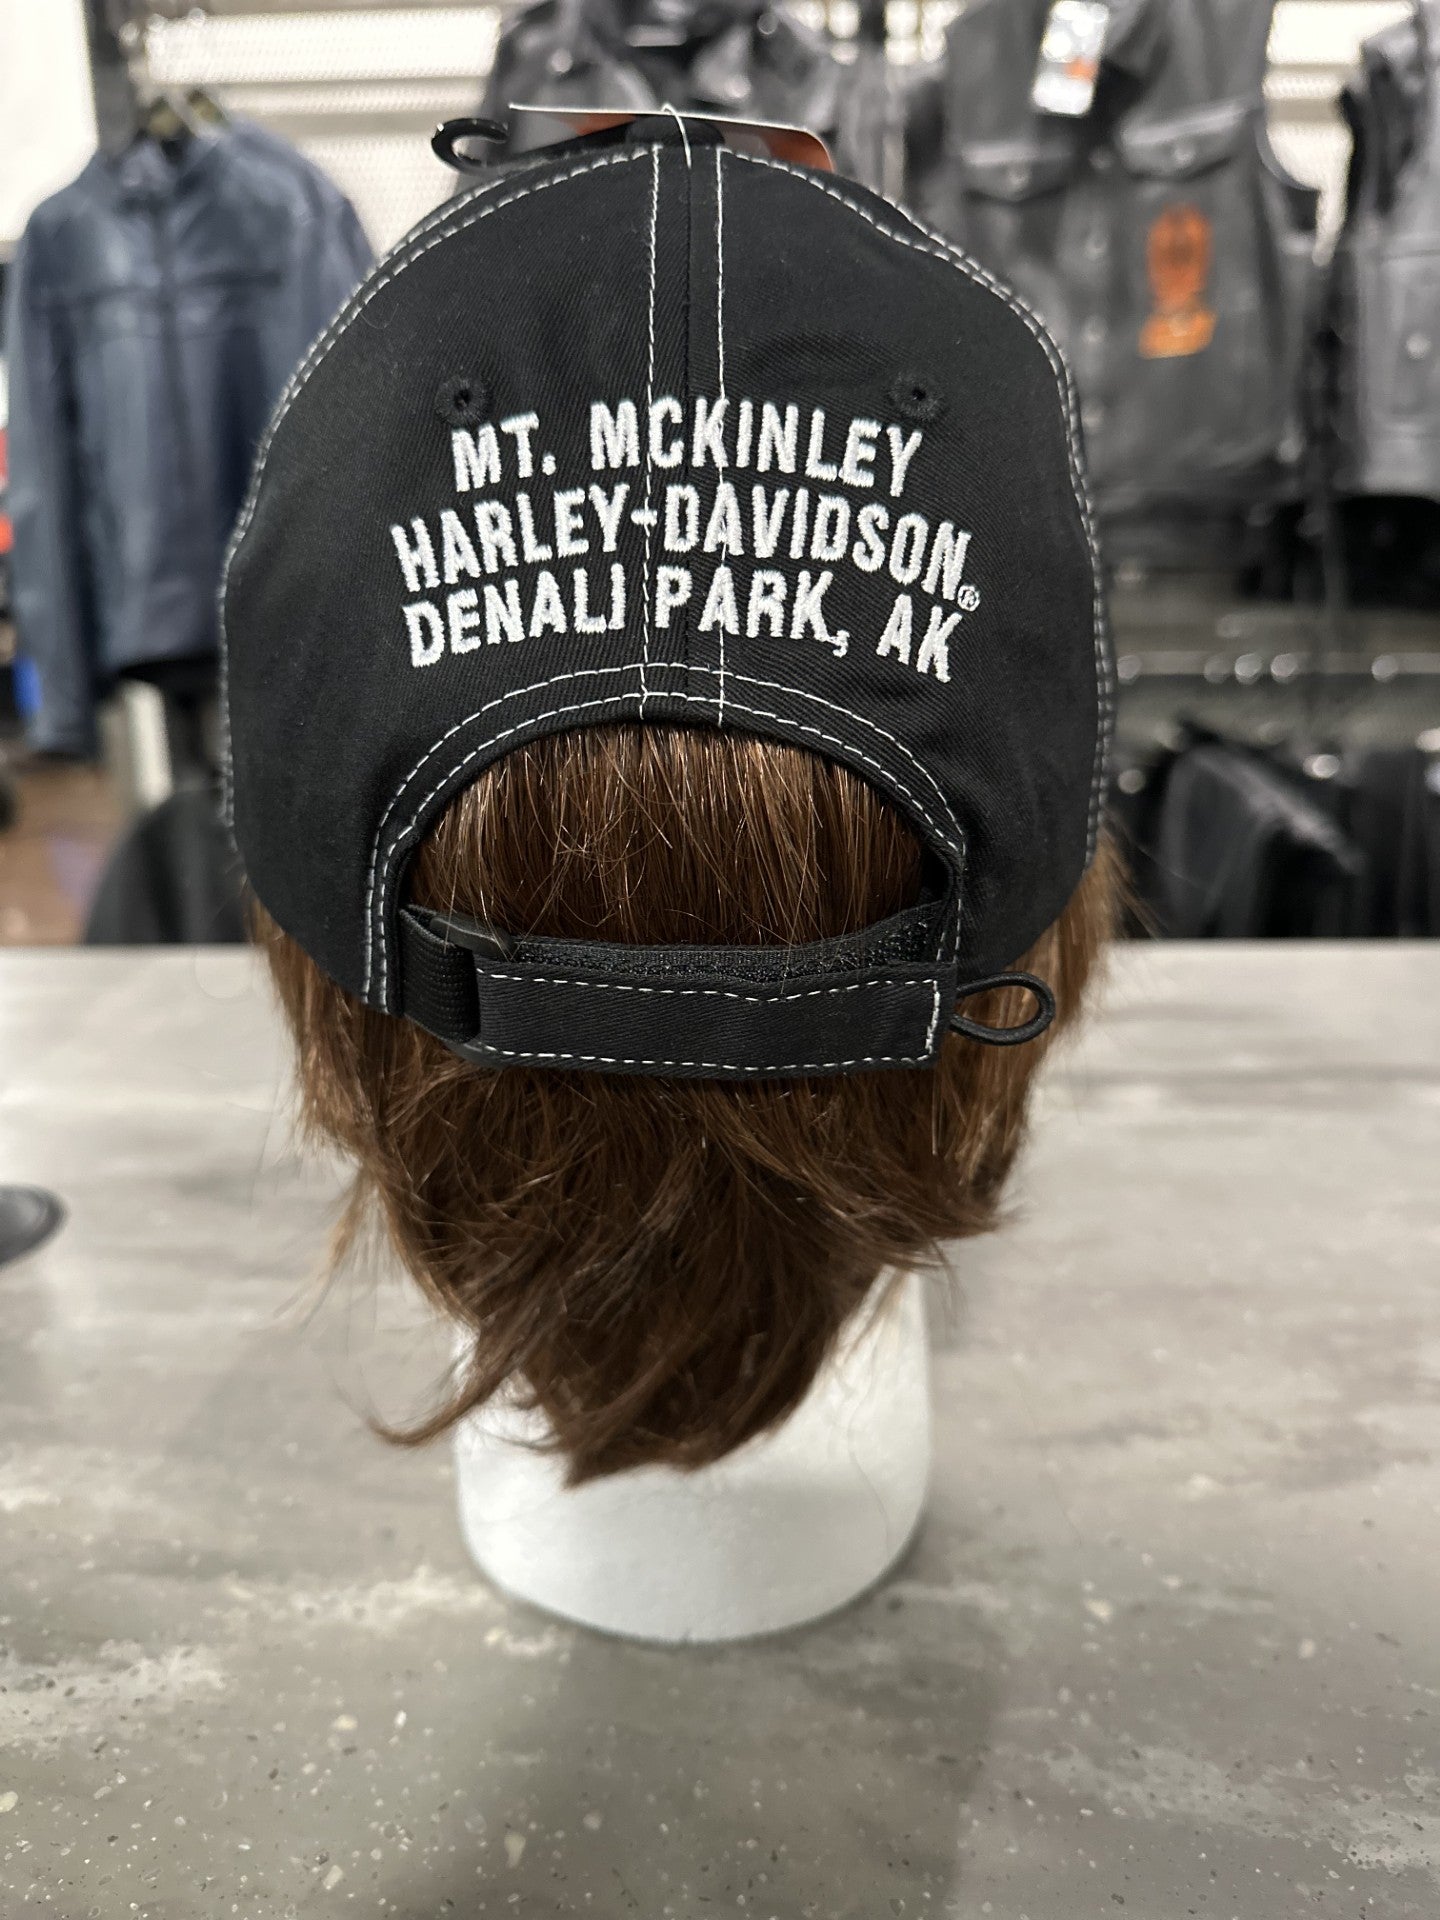 MT. MCKINLEY
HARLEY-DAVIDSON®
DENALI PARK, AK